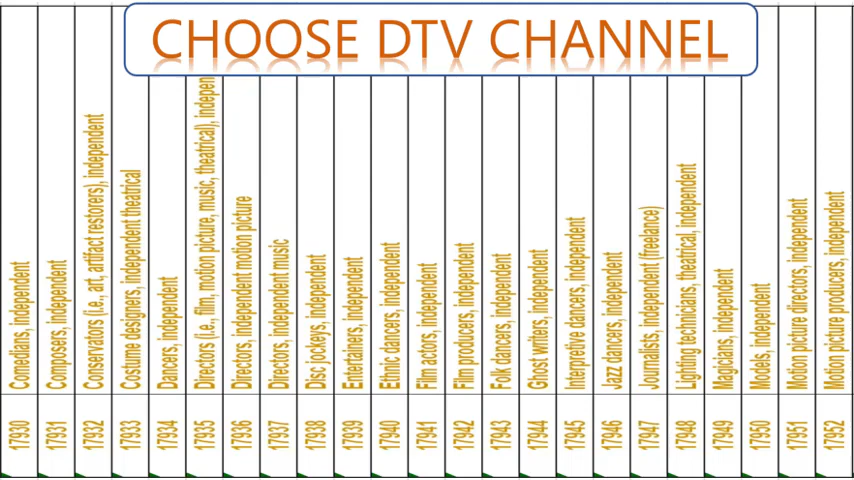 CHOOSE DTV CHANNEL
17930 Comedians, independent
17931 Composers, independent
17932 Conservators (i.e., art, artifact restorers), independent
17933 Costume designers, independent theatrical
17934 Dancers, independent
17935 Directors (i.e., film, motion picture, music, theatrical), indepen
17936 Directors, independent motion picture
17937 Directors, independent music
17938 Disc jockeys, independent
17939 Entertainers, independent
17940 Ethnic dancers, independent
17941 Film actors, independent
17942 Film producers, independent
17943 Folk dancers, independent
17944 Ghost writers, independent
17945 Interpretive dancers, independent
17946 Jazz dancers, independent
17947 Journalists, independent (freelance)
17948 Lighting technicians, theatrical, independent
17949 Magicians, independent
17950 Models, independent
17951 Motion picture directors, independent
17952 Motion picture producers, independent